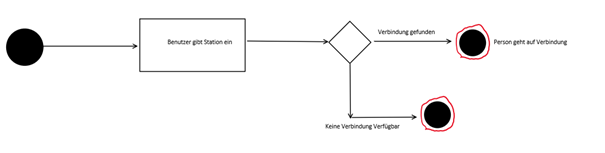 Verbindung gefunden
Benutzer gibt Station ein
Person geht auf Verbindung
Keine Verbindung Verfügbar